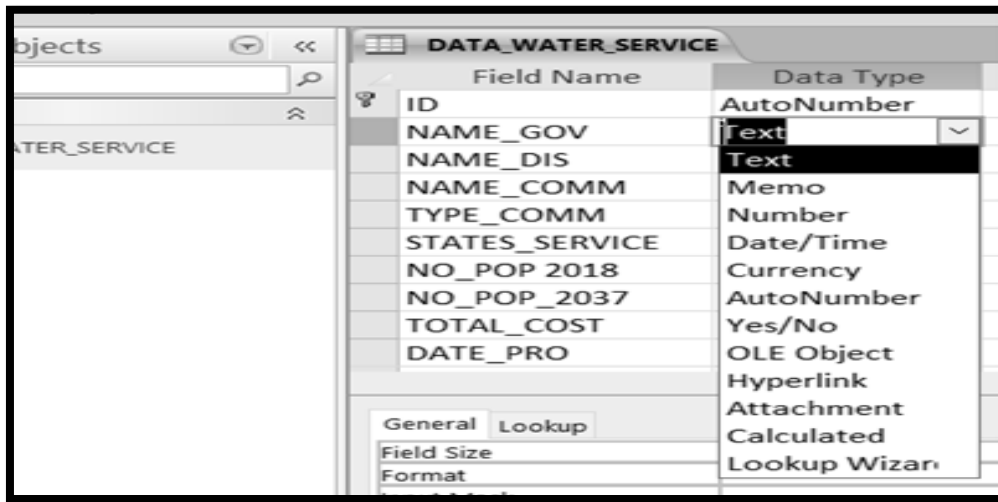 bjects «
DATA_WATER_SERVICE
Field Name Data Type
ID AutoNumber
ATER_SERVICE
NAME_GOV Text
NAME_DIS Text
NAME_COMM Memo
TYPE_COMM Number
STATES_SERVICE Date/Time
NO_POP 2018 Currency
NO_POP_2037 AutoNumber
TOTAL_COST Yes/No
DATE_PRO OLE Object
Hyperlink
Attachment
Calculated
Lookup Wizar
General Lookup
Field Size
Format